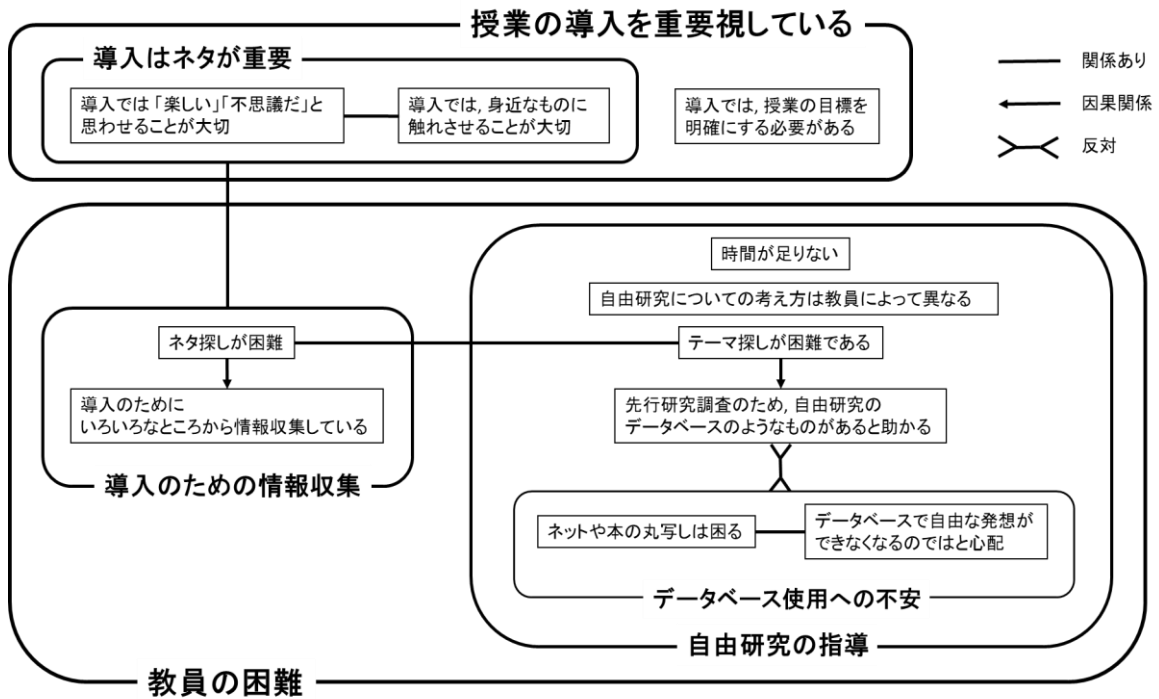 授業の導入を重要視している
導入はネタが重要
導入では「楽しい」「不思議だ」と
思わせることが大切
導入では, 身近なものに
触れさせることが大切
導入では, 授業の目標を
明確にする必要がある
関係あり
因果関係
反対
時間が足りない
自由研究についての考え方は教員によって異なる
ネタ探しが困難
テーマ探しが困難である
導入のために
いろいろなところから情報収集している
先行研究調査のため, 自由研究の
データベースのようなものがあると助かる
導入のための情報収集
ネットや本の丸写しは困る
データベースで自由な発想が
できなくなるのではと心配
データベース使用への不安
自由研究の指導
教員の困難